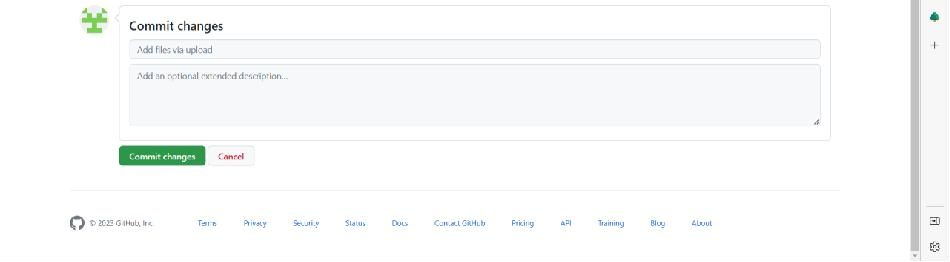 Commit changes
Add files via upload
Add an optional extended description...
Commit changes Cancel
© 2023 GitHub, Inc. Terms Privacy Security Status Docs Contact GitHub Pricing API Training Blog About